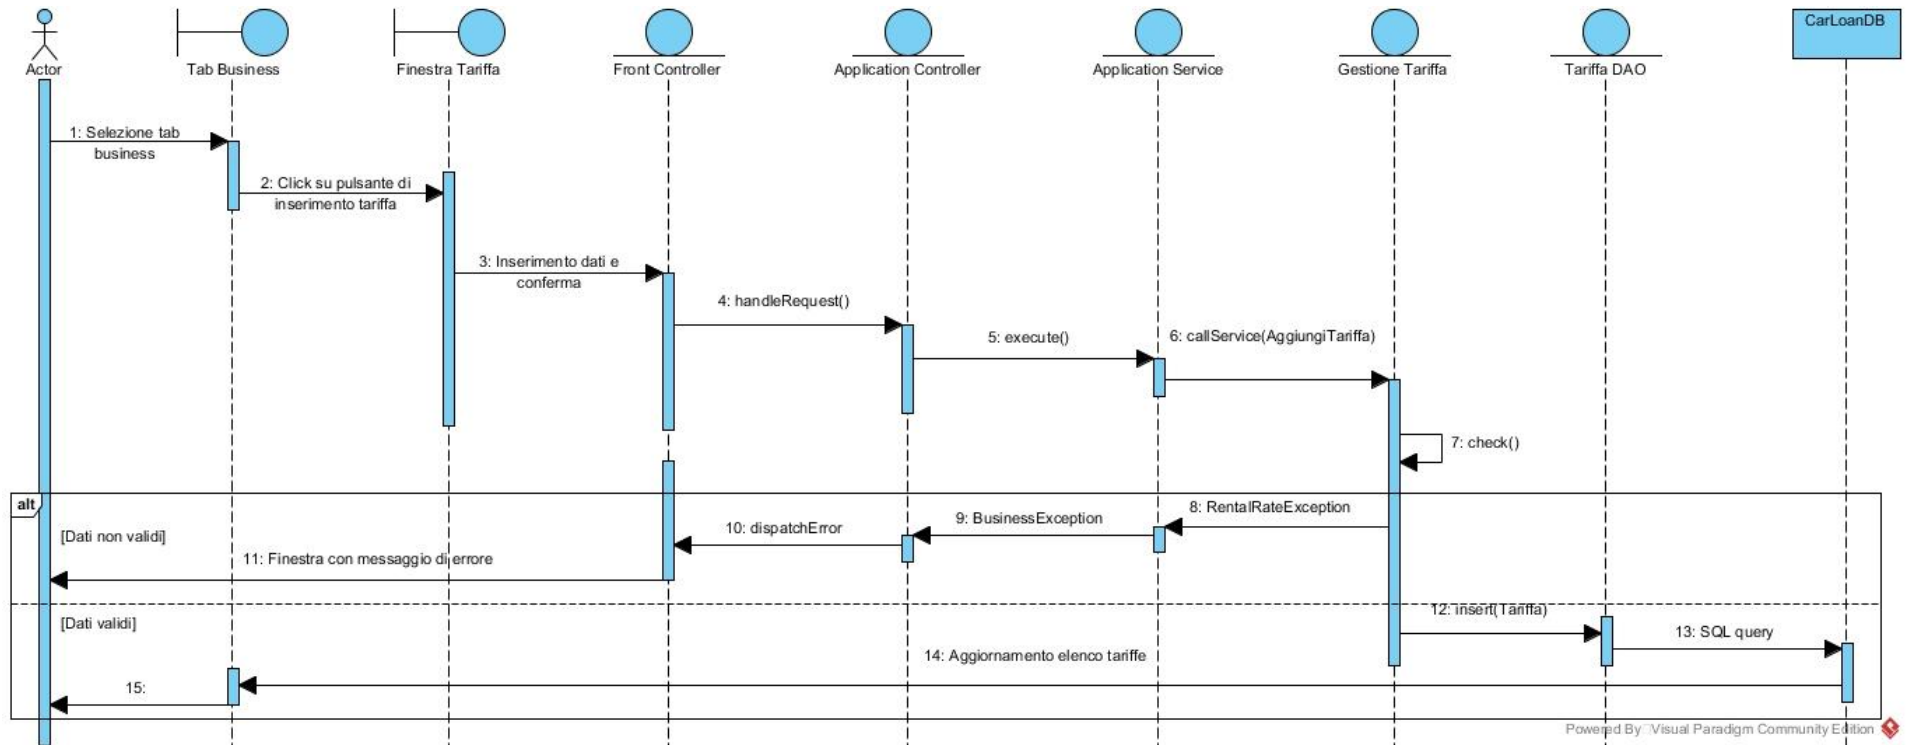 Actor
Tab Business
Finestra Tariffa
Front Controller
Application Controller
Application Service
Gestione Tariffa
Tariffa DAO
CarLoanDB
1: Selezione tab
business
2: Click su pulsante di
inserimento tariffa
3: Inserimento dati e
conferma
4: handleRequest()
5: execute()
6: callService(AggiungiTariffa)
7: check()
alt
[Dati non validi]
8: RentalRateException
9: BusinessException
10: dispatchError
11: Finestra con messaggio di errore
[Dati validi]
12: insert(Tariffa)
13: SQL query
14: Aggiornamento elenco tariffe
15:
Powered By Visual Paradigm Community Edition